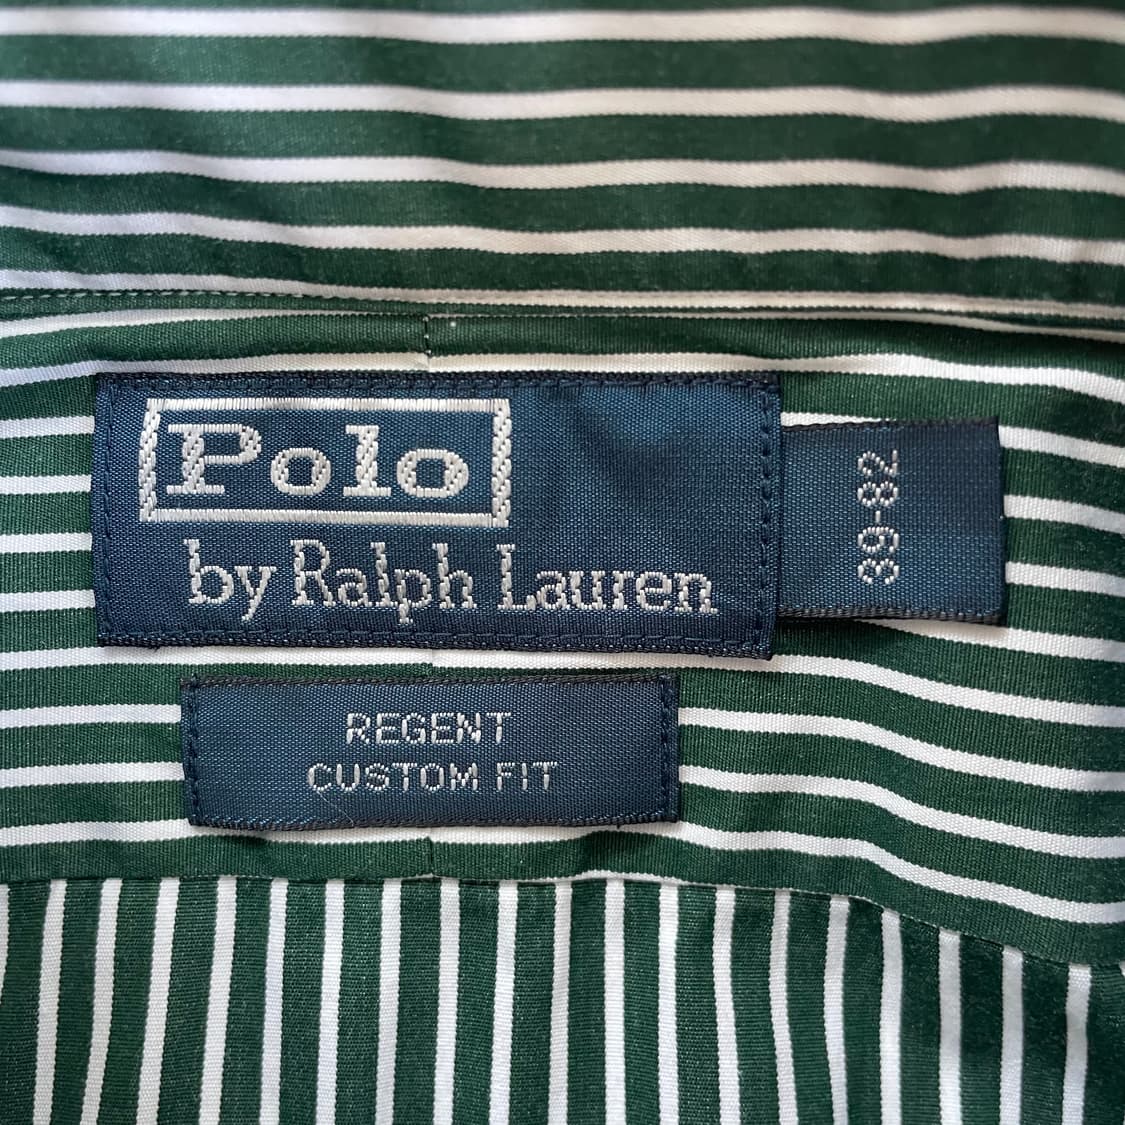 Polo
by Ralph Lauren
39-82
REGENT
CUSTOM FIT